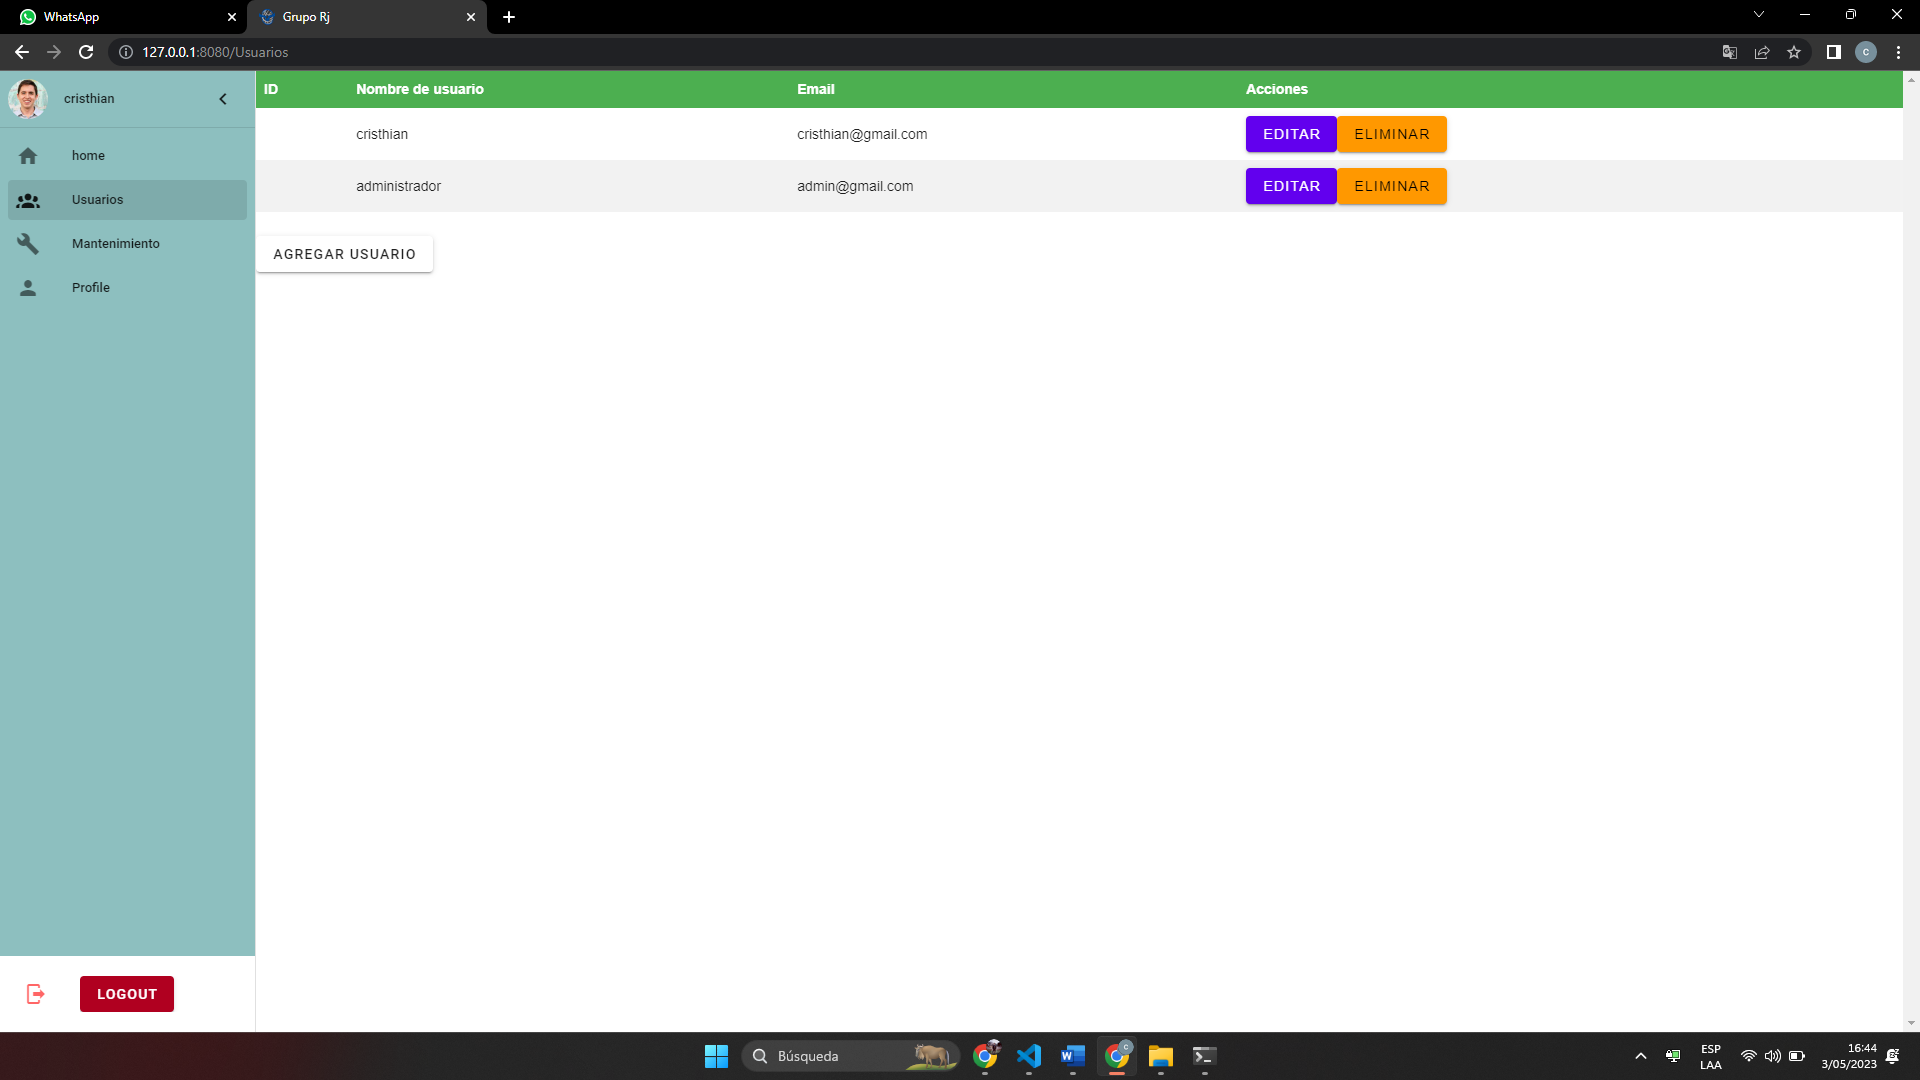 WhatsApp
Grupo Rj
127.0.0.1:8080/Usuarios
c
cristhian
home
Usuarios
Mantenimiento
Profile
LOGOUT
ID Nombre de usuario Email Acciones
cristhian cristhian@gmail.com EDITAR ELIMINAR
administrador admin@gmail.com EDITAR ELIMINAR
AGREGAR USUARIO
Búsqueda
c
ESP
LAA
16:44
3/05/2023